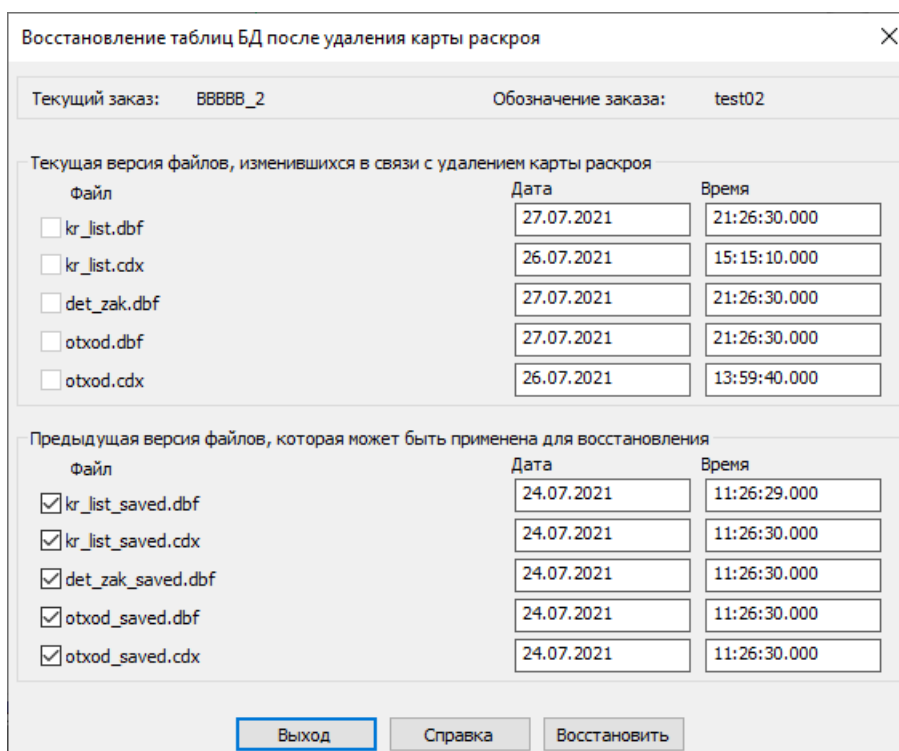 Восстановление таблиц БД после удаления карты раскроя
Текущий заказ: BBBBB_2 Обозначение заказа: test02
Текущая версия файлов, изменившихся в связи с удалением карты раскроя
Файл Дата Время
kr_list.dbf 27.07.2021 21:26:30.000
kr_list.cdx 26.07.2021 15:15:10.000
det_zak.dbf 27.07.2021 21:26:30.000
otxod.dbf 27.07.2021 21:26:30.000
otxod.cdx 26.07.2021 13:59:40.000
Предыдущая версия файлов, которая может быть применена для восстановления
Файл Дата Время
kr_list_saved.dbf 24.07.2021 11:26:29.000
kr_list_saved.cdx 24.07.2021 11:26:30.000
det_zak_saved.dbf 24.07.2021 11:26:30.000
otxod_saved.dbf 24.07.2021 11:26:30.000
otxod_saved.cdx 24.07.2021 11:26:30.000
Выход Справка Восстановить